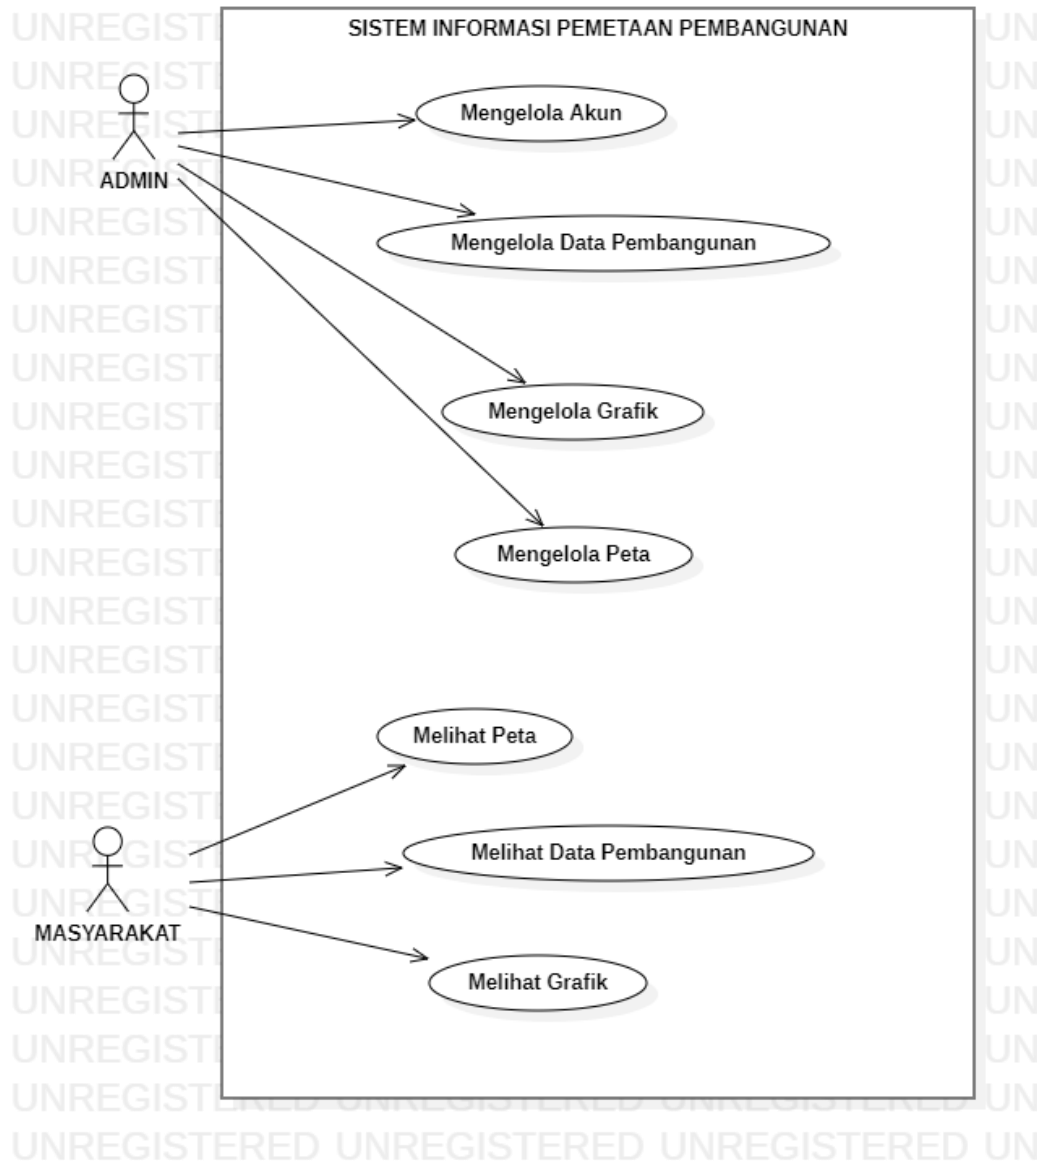 SISTEM INFORMASI PEMETAAN PEMBANGUNAN
ADMIN
Mengelola Akun
Mengelola Data Pembangunan
Mengelola Grafik
Mengelola Peta
MASYARAKAT
Melihat Peta
Melihat Data Pembangunan
Melihat Grafik
UNREGISTERED UNREGISTERED UNREGISTERED UN